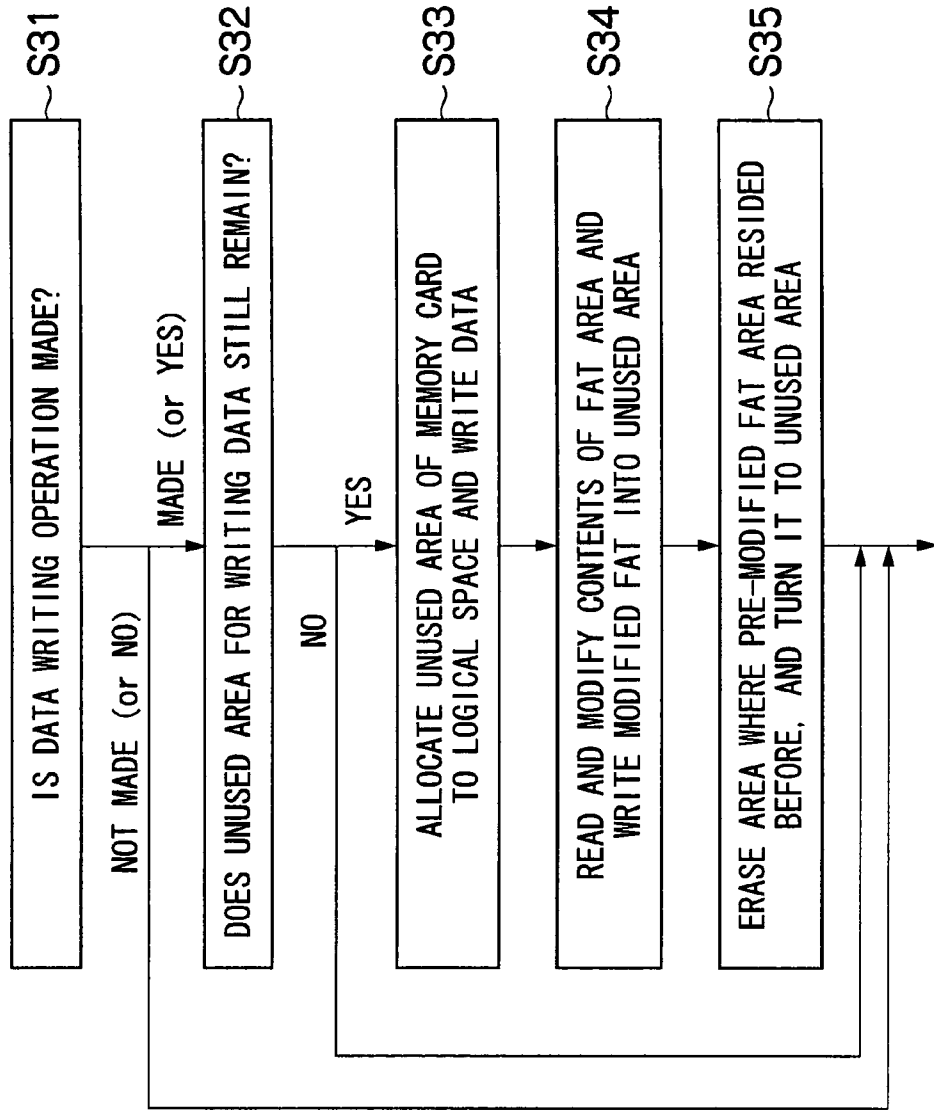 IS DATA WRITING OPERATION MADE?
S31
NOT MADE (or NO)
MADE (or YES)
DOES UNUSED AREA FOR WRITING DATA STILL REMAIN?
S32
NO
YES
ALLOCATE UNUSED AREA OF MEMORY CARD
TO LOGICAL SPACE AND WRITE DATA
S33
READ AND MODIFY CONTENTS OF FAT AREA AND
WRITE MODIFIED FAT INTO UNUSED AREA
S34
ERASE AREA WHERE PRE-MODIFIED FAT AREA RESIDED
BEFORE, AND TURN IT TO UNUSED AREA
S35